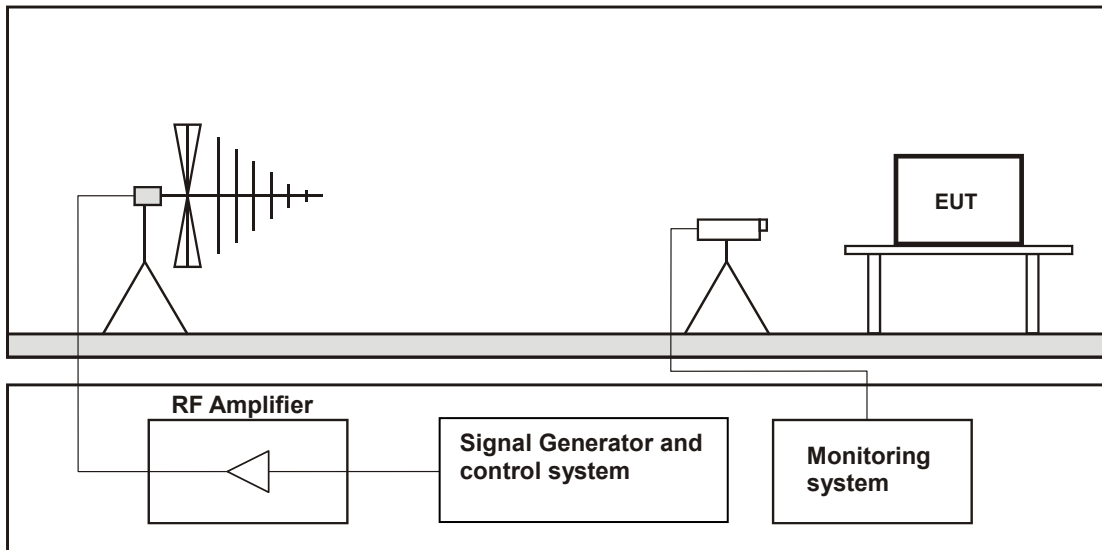 EUT
RF Amplifier
Signal Generator and
control system
Monitoring
system